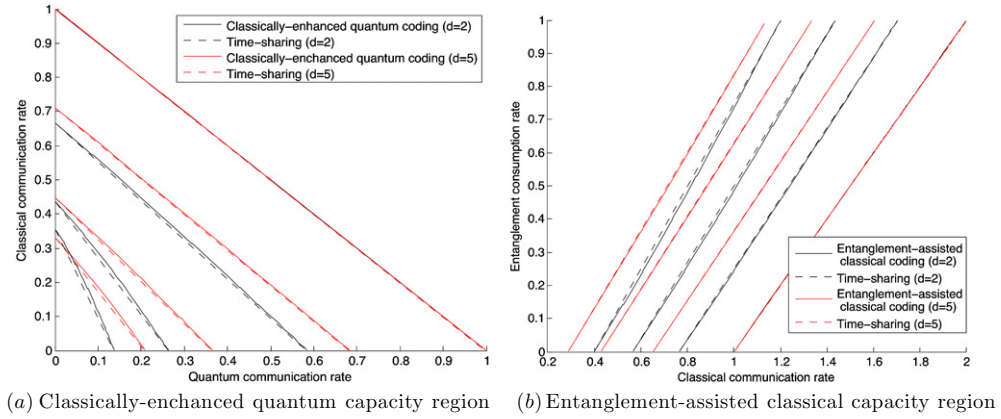 Classical communication rate
1
0.9
0.8
0.7
0.6
0.5
0.4
0.3
0.2
0.1
0
Classically-enhanced quantum coding (d=2)
Time-sharing (d=2)
Classically-enchanced quantum coding (d=5)
Time-sharing (d=5)
0 0.1 0.2 0.3 0.4 0.5 0.6 0.7 0.8 0.9 1
Quantum communication rate
(a) Classically-enchanced quantum capacity region
Entanglement consumption rate
1
0.9
0.8
0.7
0.6
0.5
0.4
0.3
0.2
0.1
0
Entanglement-assisted
classical coding (d=2)
Time-sharing (d=2)
Entanglement-assisted
classical coding (d=5)
Time-sharing (d=5)
0.2 0.4 0.6 0.8 1 1.2 1.4 1.6 1.8 2
Classical communication rate
(b) Entanglement-assisted classical capacity region